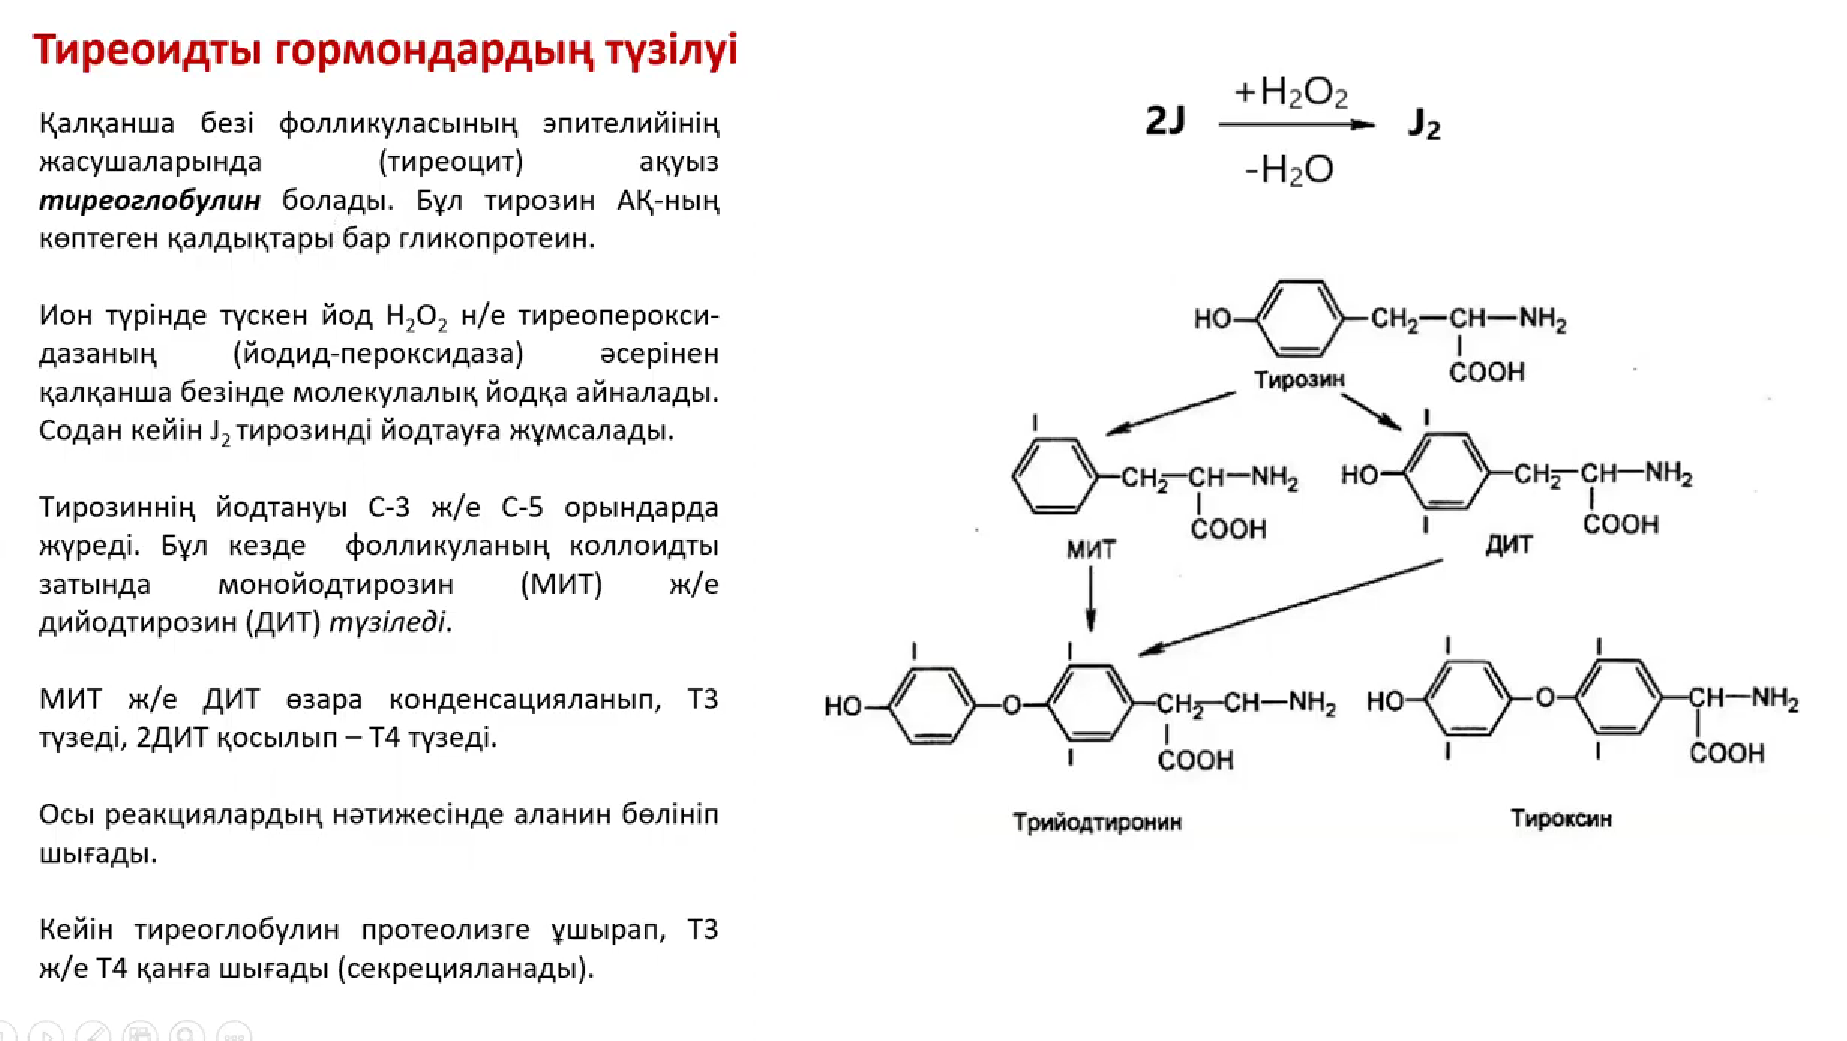 Тиреоидты гормондардың түзілуі
Қалқанша безі фолликуласының эпителийінің
жасушаларында (тиреоцит) ақуыз
тиреоглобулин болады. Бұл тирозин АҚ-ның
көптеген қалдықтары бар гликопротеин.
Ион түрінде түскен йод H₂O₂ н/е тиреоперокси-
дазаның (йодид-пероксидаза) әсерінен
қалқанша безінде молекулалық йодқа айналады.
Содан кейін J₂ тирозинді йодтауға жұмсалады.
Тирозиннің йодтануы С-3 ж/е С-5 орындарда
жүреді. Бұл кезде фолликуланың коллоидты
затында монойодтирозин (МИТ) ж/е
дийодтирозин (ДИТ) түзіледі.
МИТ ж/е ДИТ өзара конденсацияланып, Т3
түзеді, 2ДИТ қосылып – Т4 түзеді.
Осы реакциялардың нәтижесінде аланин бөлініп
шығады.
Кейін тиреоглобулин протеолизге ұшырап, Т3
ж/е Т4 қанға шығады (секрецияланады).
+H₂O₂
2J J₂
-H₂O
HO CH₂—CH—NH₂
COOH
Тирозин
I I
CH₂—CH—NH₂ HO CH₂—CH—NH₂
COOH I COOH
МИТ ДИТ
I I I I
HO O CH₂—CH—NH₂ HO O CH—NH₂
I COOH I I COOH
Трийодтиронин Тироксин